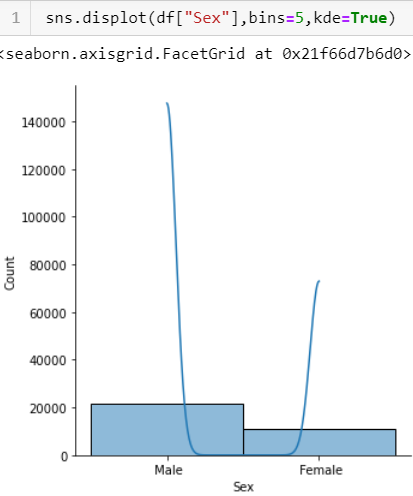 1 sns.displot(df["Sex"],bins=5,kde=True)
<seaborn.axisgrid.FacetGrid at 0x21f66d7b6d0>
140000
120000
100000
80000
60000
40000
20000
0
Count
Male Female
Sex